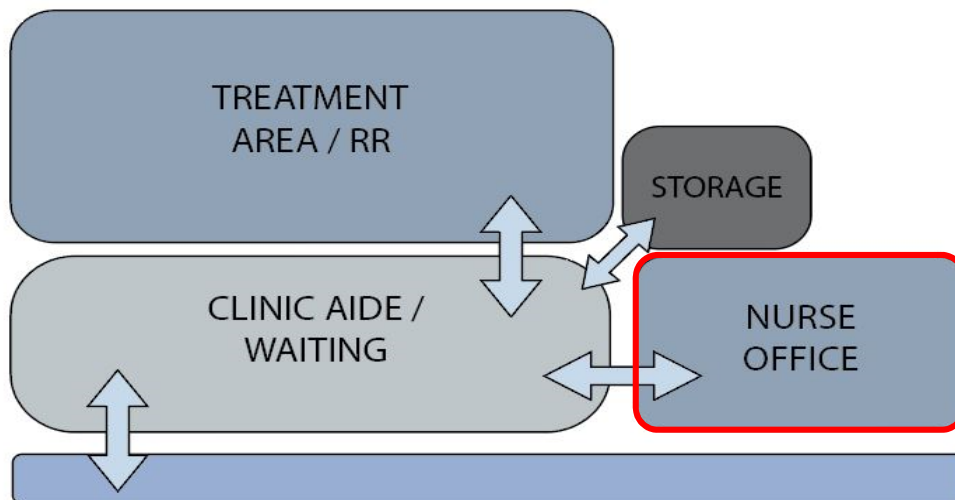 TREATMENT
AREA / RR
STORAGE
CLINIC AIDE /
WAITING
NURSE
OFFICE